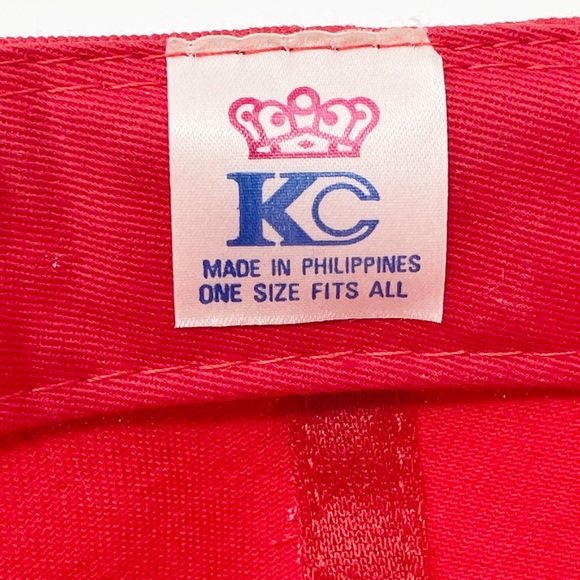 KC
MADE IN PHILIPPINES
ONE SIZE FITS ALL